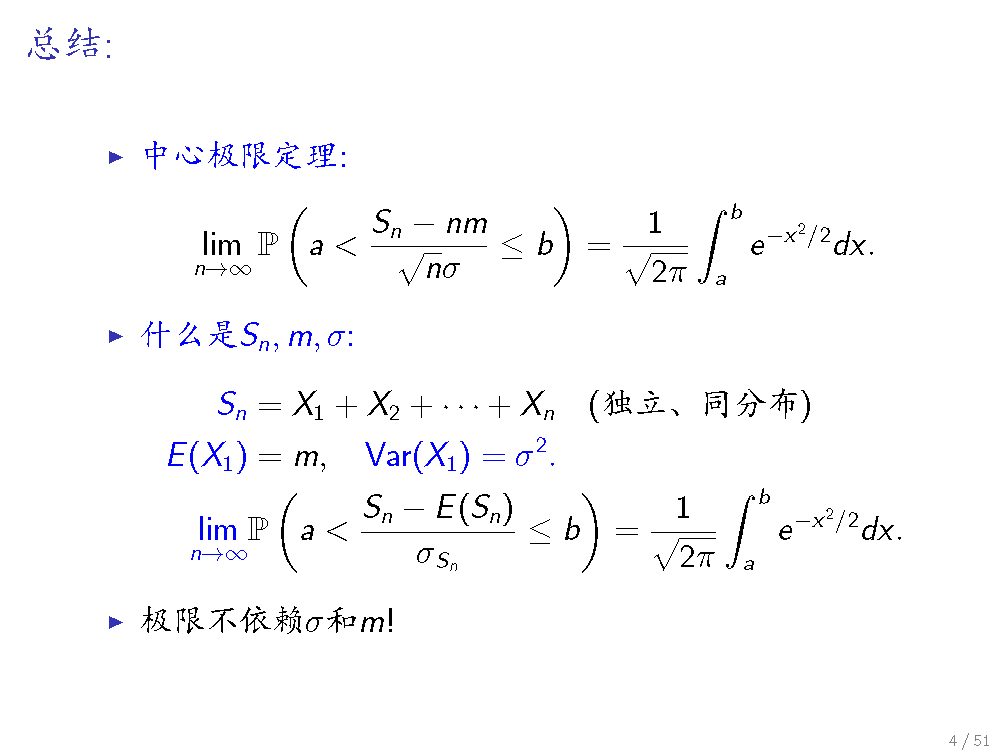 总结:
▶ 中心极限定理:
lim_{n→∞} ℙ( a < (S_n − nm)/(√nσ) ≤ b ) = 1/√(2π) ∫_a^b e^{−x²/2}dx.
▶ 什么是S_n, m, σ:
S_n = X_1 + X_2 + ··· + X_n (独立、同分布)
E(X_1) = m, Var(X_1) = σ².
lim_{n→∞} ℙ( a < (S_n − E(S_n))/σ_{S_n} ≤ b ) = 1/√(2π) ∫_a^b e^{−x²/2}dx.
▶ 极限不依赖σ和m!
4 / 51